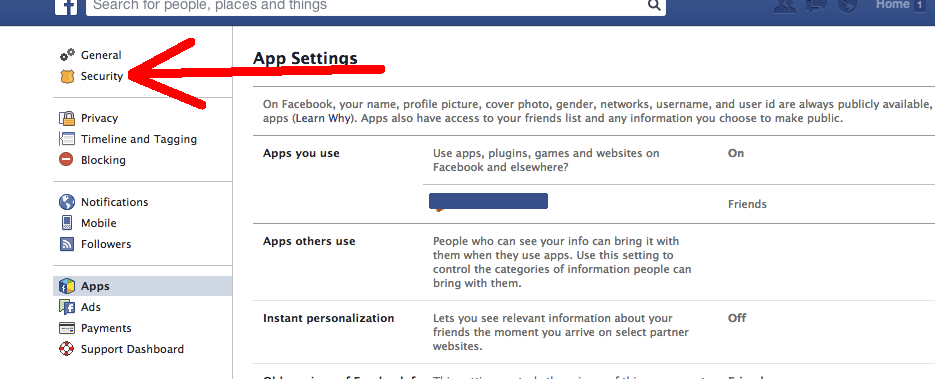 f
Search for people, places and things
Home 1
General
Security
Privacy
Timeline and Tagging
Blocking
Notifications
Mobile
Followers
Apps
Ads
Payments
Support Dashboard
App Settings
On Facebook, your name, profile picture, cover photo, gender, networks, username, and user id are always publicly available,
apps (Learn Why). Apps also have access to your friends list and any information you choose to make public.
Apps you use
Use apps, plugins, games and websites on
Facebook and elsewhere?
On
Friends
Apps others use
People who can see your info can bring it with
them when they use apps. Use this setting to
control the categories of information people can
bring with them.
Instant personalization
Lets you see relevant information about your
friends the moment you arrive on select partner
websites.
Off